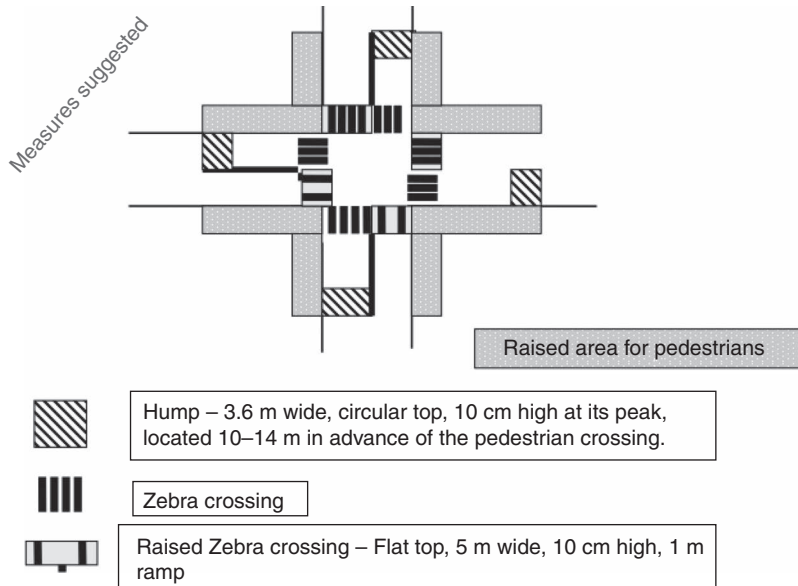 Measures suggested
Raised area for pedestrians
Hump – 3.6 m wide, circular top, 10 cm high at its peak,
located 10–14 m in advance of the pedestrian crossing.
Zebra crossing
Raised Zebra crossing – Flat top, 5 m wide, 10 cm high, 1 m
ramp